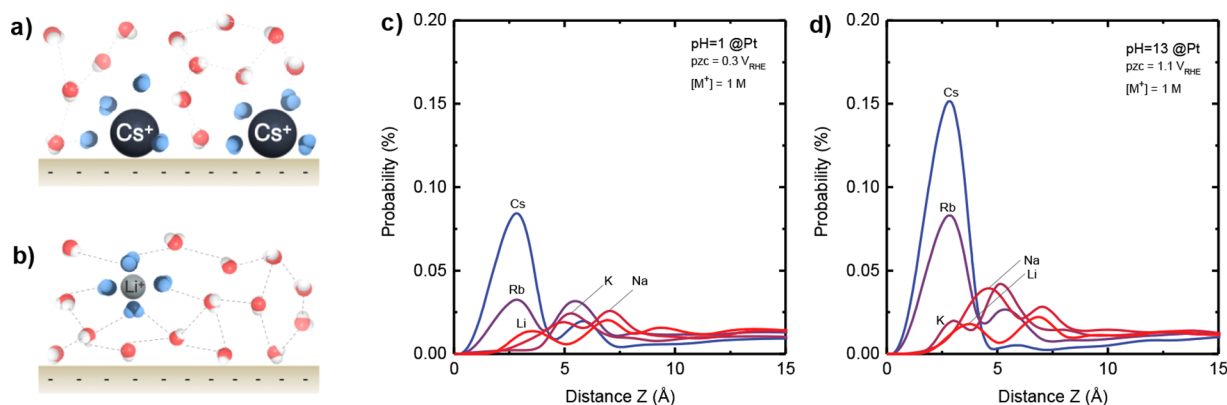 a)
Cs+
Cs+
- - - - - - - - - - - -
b)
Li+
- - - - - - - - - - - -
c)
0.20
0.15
0.10
0.05
0.00
Probability (%)
pH=1 @Pt
pzc = 0.3 VRHE
[M+] = 1 M
Cs
Rb
Li
K
Na
0 5 10 15
Distance Z (Å)
d)
0.20
0.15
0.10
0.05
0.00
Probability (%)
pH=13 @Pt
pzc = 1.1 VRHE
[M+] = 1 M
Cs
Rb
Na
Li
K
0 5 10 15
Distance Z (Å)